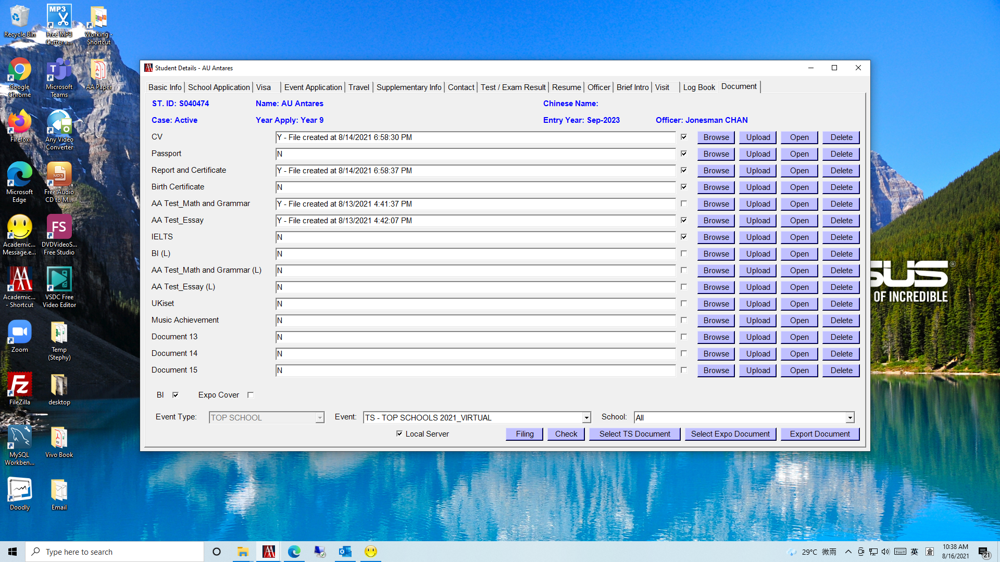 Recycle Bin
Free MP3 Cutter a...
Working - Shortcut
Google Chrome
Microsoft Teams
AA Paper
Firefox
Any Video Converter
Microsoft Edge
Free Audio CD to M...
Academic... Message.e...
DVDVideoS... Free Studio
Academic... - Shortcut
VSDC Free Video Editor
Zoom
Temp (Stephy)
FileZilla
desktop
MySQL Workben...
Vivo Book
Doodly
Email
Student Details - AU Antares
Basic Info School Application Visa Event Application Travel Supplementary Info Contact Test / Exam Result Resume Officer Brief Intro Visit Log Book Document
ST. ID: S040474 Name: AU Antares Chinese Name:
Case: Active Year Apply: Year 9 Entry Year: Sep-2023 Officer: Jonesman CHAN
CV Y - File created at 8/14/2021 6:58:30 PM Browse Upload Open Delete
Passport N Browse Upload Open Delete
Report and Certificate Y - File created at 8/14/2021 6:58:37 PM Browse Upload Open Delete
Birth Certificate N Browse Upload Open Delete
AA Test_Math and Grammar Y - File created at 8/13/2021 4:41:37 PM Browse Upload Open Delete
AA Test_Essay Y - File created at 8/13/2021 4:42:07 PM Browse Upload Open Delete
IELTS N Browse Upload Open Delete
BI (L) N Browse Upload Open Delete
AA Test_Math and Grammar (L) N Browse Upload Open Delete
AA Test_Essay (L) N Browse Upload Open Delete
UKiset N Browse Upload Open Delete
Music Achievement N Browse Upload Open Delete
Document 13 N Browse Upload Open Delete
Document 14 N Browse Upload Open Delete
Document 15 N Browse Upload Open Delete
BI Expo Cover
Event Type: TOP SCHOOL Event: TS - TOP SCHOOLS 2021_VIRTUAL School: All
Local Server Filing Check Select TS Document Select Expo Document Export Document
SUS ®
OF INCREDIBLE
Type here to search
29°C 微雨
英
倉
10:38 AM
8/16/2021
21